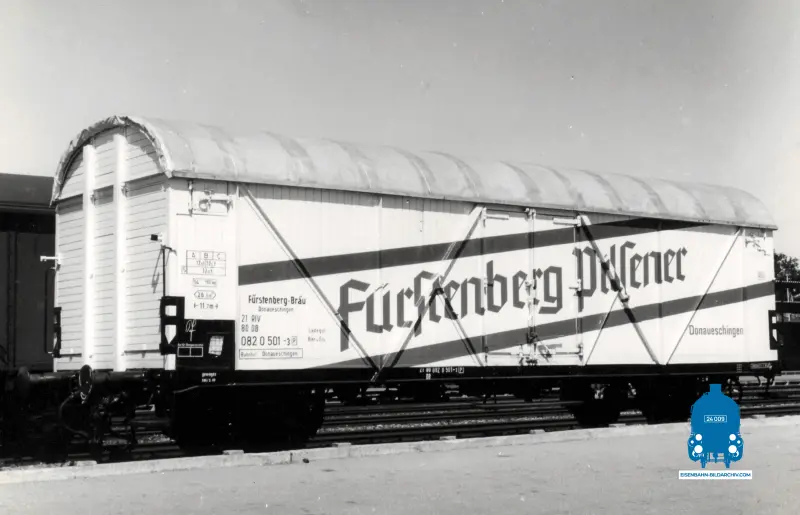 A B C
Fürstenberg-Bräu
Donaueschingen
21 RIV
80 DB
082 0 501-3 P
Donaueschingen
Fürstenberg Pilsener
Donaueschingen
24 009
EISENBAHN-BILDARCHIV.COM